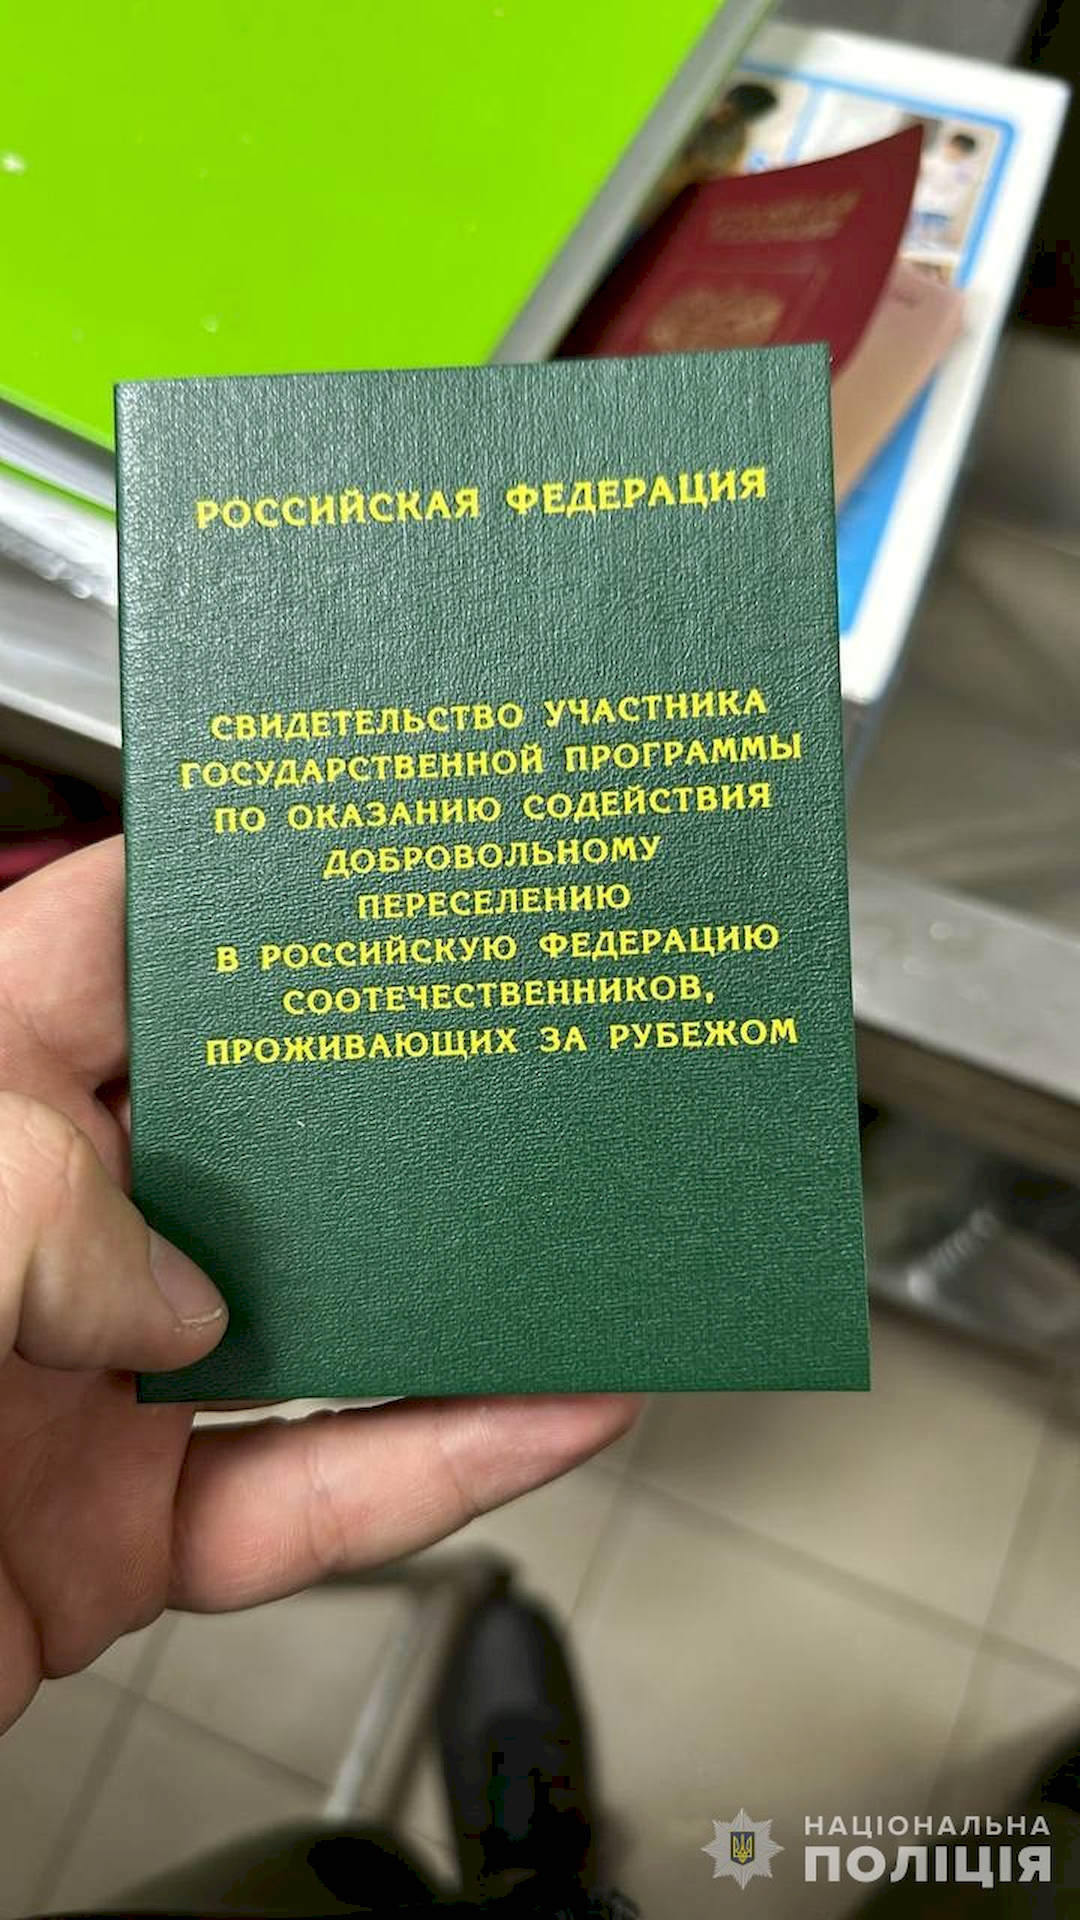 РОССИЙСКАЯ ФЕДЕРАЦИЯ
СВИДЕТЕЛЬСТВО УЧАСТНИКА
ГОСУДАРСТВЕННОЙ ПРОГРАММЫ
ПО ОКАЗАНИЮ СОДЕЙСТВИЯ
ДОБРОВОЛЬНОМУ
ПЕРЕСЕЛЕНИЮ
В РОССИЙСКУЮ ФЕДЕРАЦИЮ
СООТЕЧЕСТВЕННИКОВ,
ПРОЖИВАЮЩИХ ЗА РУБЕЖОМ
НАЦІОНАЛЬНА
ПОЛІЦІЯ